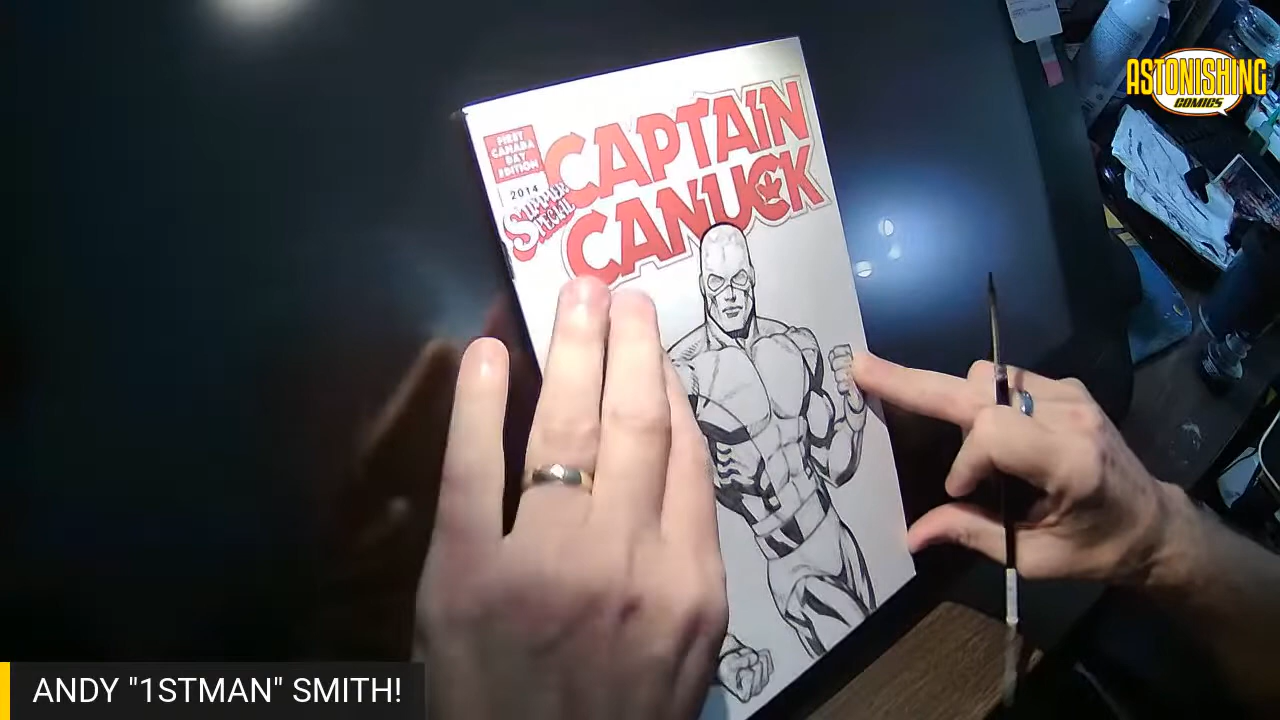 FIRST
CANADA
DAY
EDITION
2014
SUMMER
SPECIAL
CAPTAIN
CANUCK
ASTONISHING
COMICS
ANDY "1STMAN" SMITH!